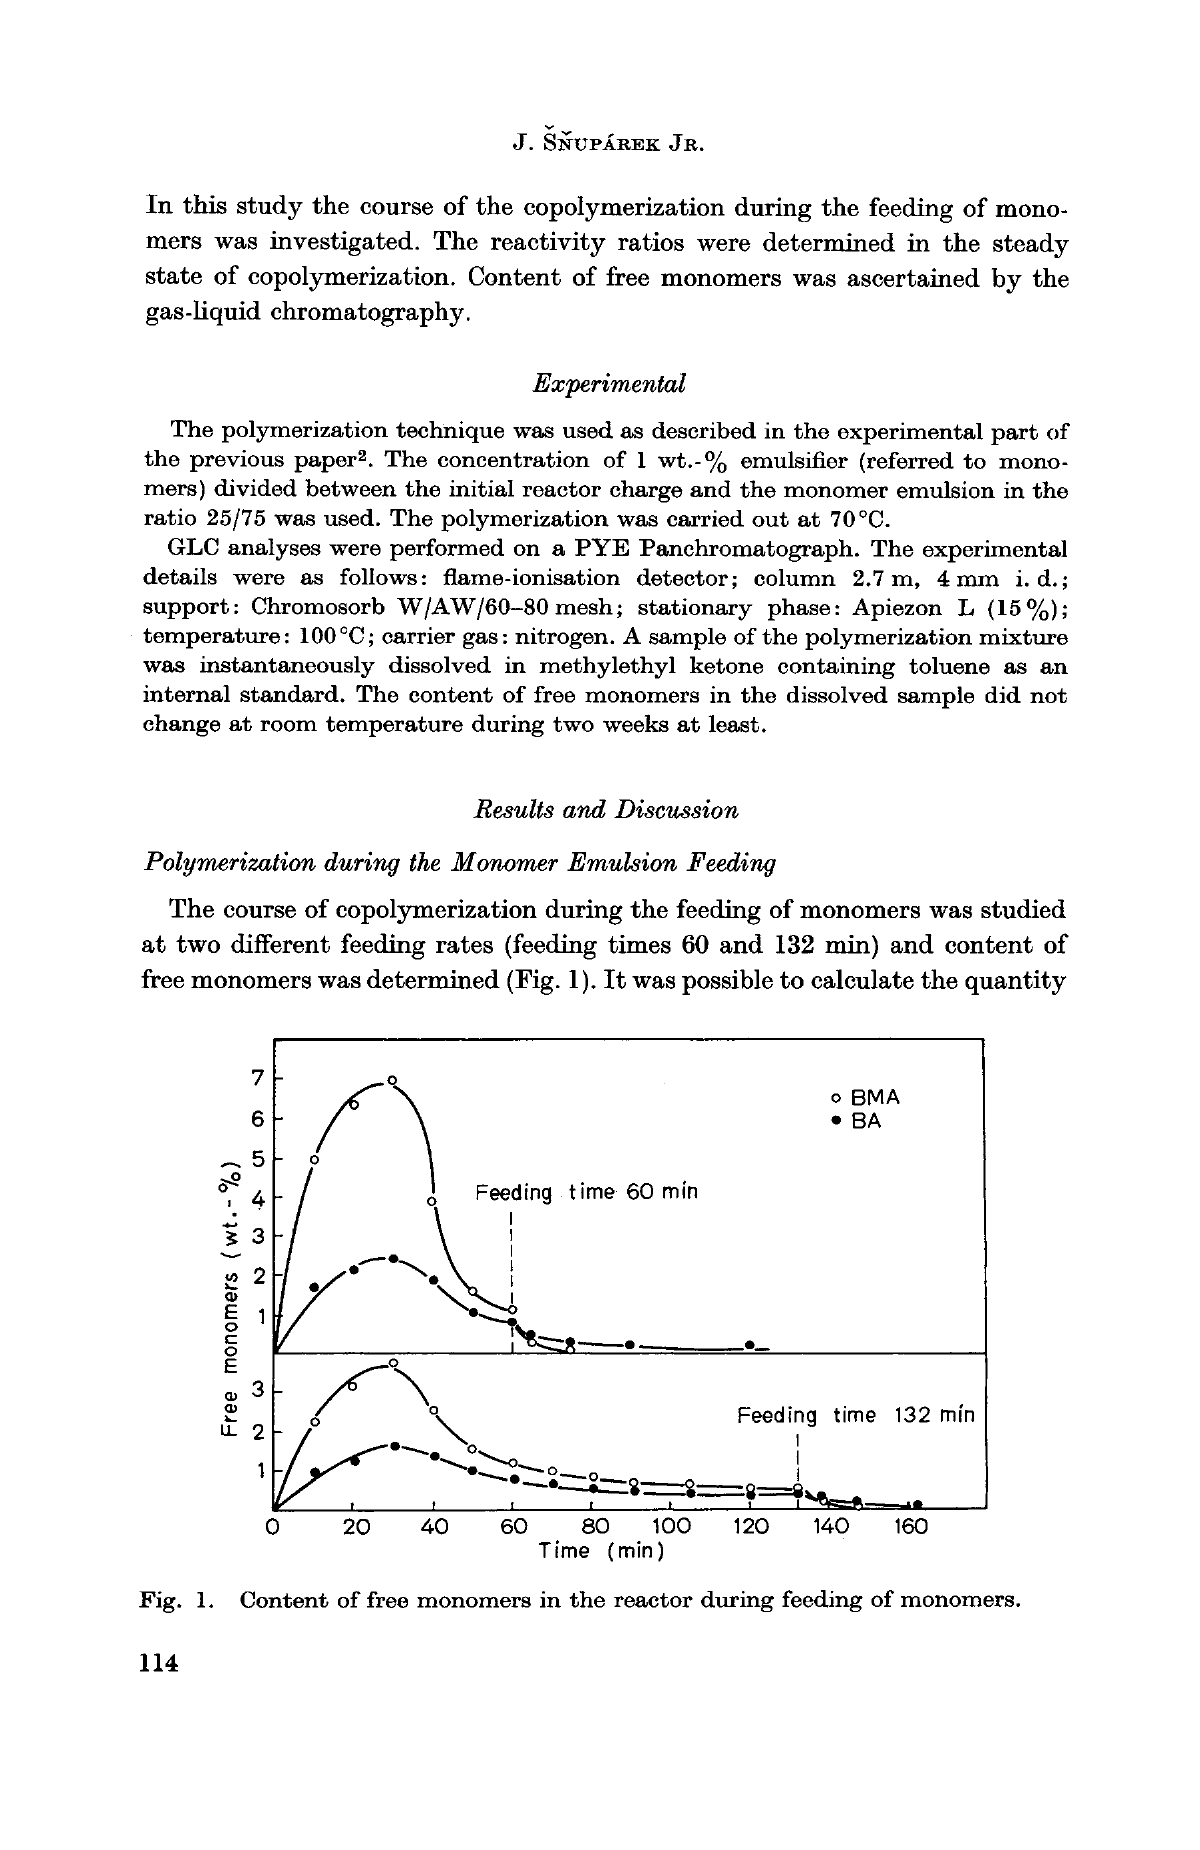 J. ŠŇUPÁREK JR.
In this study the course of the copolymerization during the feeding of mono-
mers was investigated. The reactivity ratios were determined in the steady
state of copolymerization. Content of free monomers was ascertained by the
gas-liquid chromatography.
Experimental
The polymerization technique was used as described in the experimental part of
the previous paper². The concentration of 1 wt.-% emulsifier (referred to mono-
mers) divided between the initial reactor charge and the monomer emulsion in the
ratio 25/75 was used. The polymerization was carried out at 70°C.
GLC analyses were performed on a PYE Panchromatograph. The experimental
details were as follows: flame-ionisation detector; column 2.7 m, 4 mm i. d.;
support: Chromosorb W/AW/60–80 mesh; stationary phase: Apiezon L (15%);
temperature: 100°C; carrier gas: nitrogen. A sample of the polymerization mixture
was instantaneously dissolved in methylethyl ketone containing toluene as an
internal standard. The content of free monomers in the dissolved sample did not
change at room temperature during two weeks at least.
Results and Discussion
Polymerization during the Monomer Emulsion Feeding
The course of copolymerization during the feeding of monomers was studied
at two different feeding rates (feeding times 60 and 132 min) and content of
free monomers was determined (Fig. 1). It was possible to calculate the quantity
Free monomers (wt.-%)
7
6
5
4
3
2
1
BMA
BA
Feeding time 60 min
3
2
1
Feeding time 132 min
0 20 40 60 80 100 120 140 160
Time (min)
Fig. 1. Content of free monomers in the reactor during feeding of monomers.
114